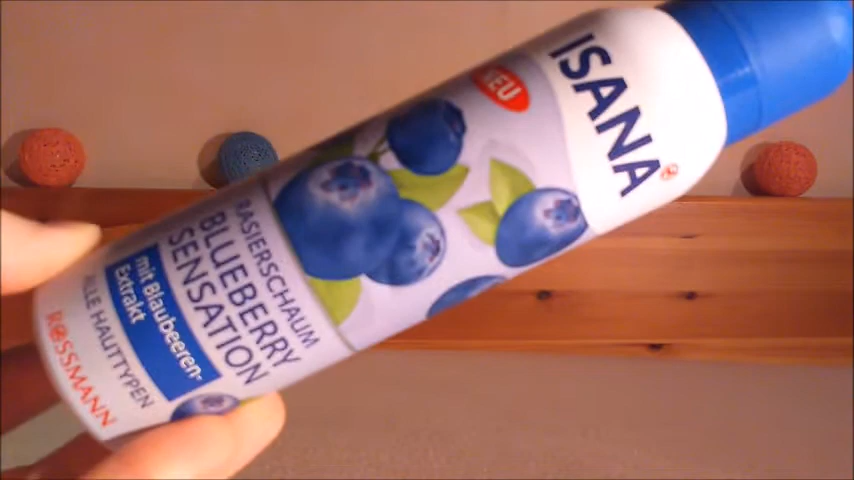 ISANA®
NEU
RASIERSCHAUM
BLUEBERRY
SENSATION
mit Blaubeeren-
Extrakt
ALLE HAUTTYPEN
ROSSMANN